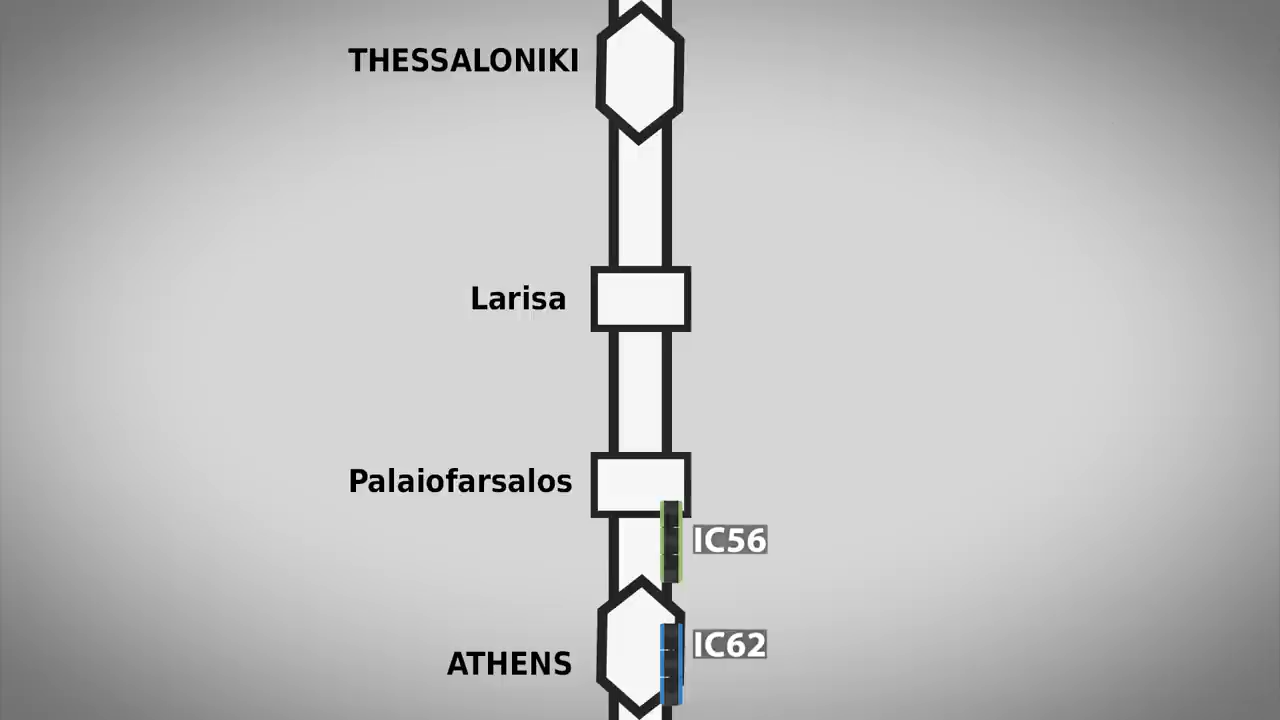 THESSALONIKI
Larisa
Palaiofarsalos
IC56
IC62
ATHENS